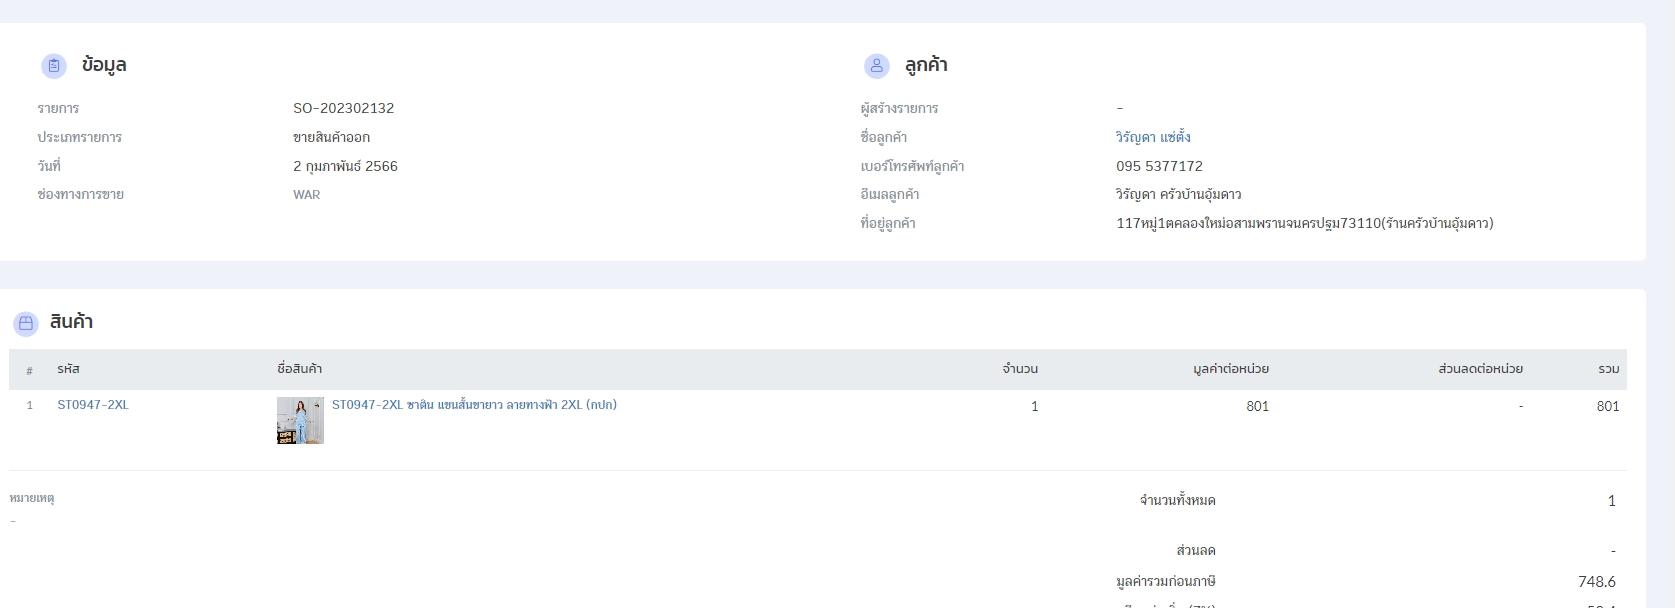 ข้อมูล
รายการ SO-202302132
ประเภทรายการ ขายสินค้าออก
วันที่ 2 กุมภาพันธ์ 2566
ช่องทางการขาย WAR
ลูกค้า
ผู้สร้างรายการ -
ชื่อลูกค้า วิรัญดา แซ่ตั้ง
เบอร์โทรศัพท์ลูกค้า 095 5377172
อีเมลลูกค้า วิรัญดา ครัวบ้านอุ้มดาว
ที่อยู่ลูกค้า 117หมู่1ตคลองใหม่อสามพรานจนครปฐม73110(ร้านครัวบ้านอุ้มดาว)
สินค้า
# รหัส ชื่อสินค้า จำนวน มูลค่าต่อหน่วย ส่วนลดต่อหน่วย รวม
1 ST0947-2XL ST0947-2XL ซาติน แขนสั้นขายาว ลายทางฟ้า 2XL (กปก) 1 801 - 801
หมายเหตุ
-
จำนวนทั้งหมด 1
ส่วนลด -
มูลค่ารวมก่อนภาษี 748.6